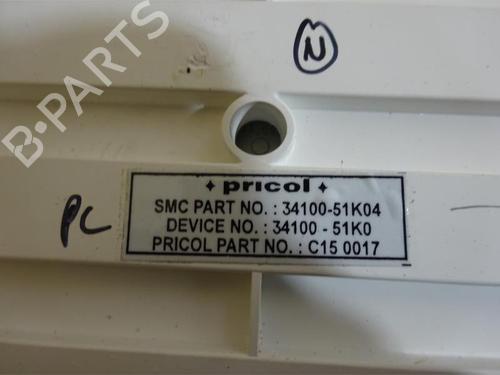 N
B-PARTS
pricol
SMC PART NO. : 34100-51K04
DEVICE NO. : 34100 - 51K0
PRICOL PART NO. : C15 0017
PC